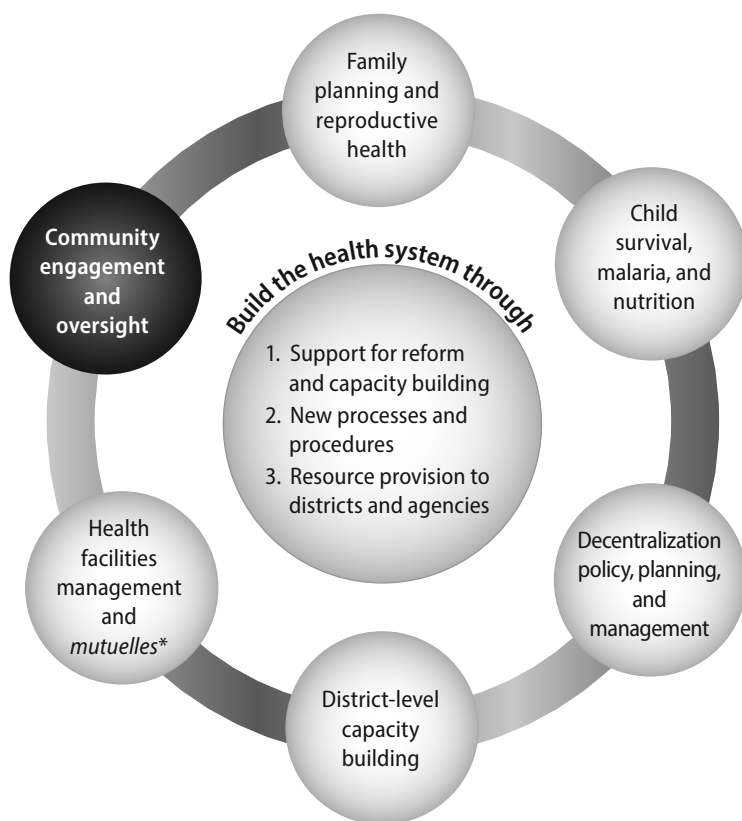 Family
planning and
reproductive
health
Child
survival,
malaria, and
nutrition
Decentralization
policy, planning,
and
management
District-level
capacity
building
Health
facilities
management
and
mutuelles*
Community
engagement
and
oversight
Build the health system through
1. Support for reform
and capacity building
2. New processes and
procedures
3. Resource provision to
districts and agencies